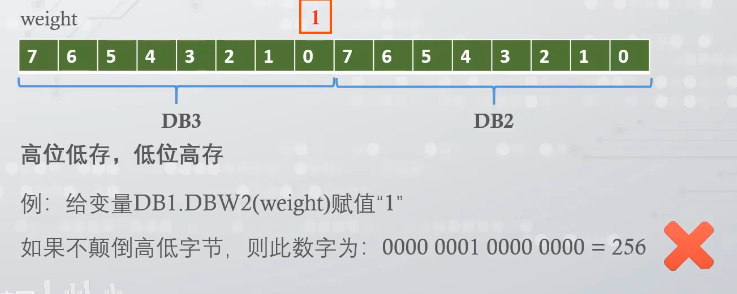 weight
1
7 6 5 4 3 2 1 0 7 6 5 4 3 2 1 0
DB3 DB2
高位低存，低位高存
例：给变量DB1.DBW2(weight)赋值“1”
如果不颠倒高低字节，则此数字为：0000 0001 0000 0000 = 256